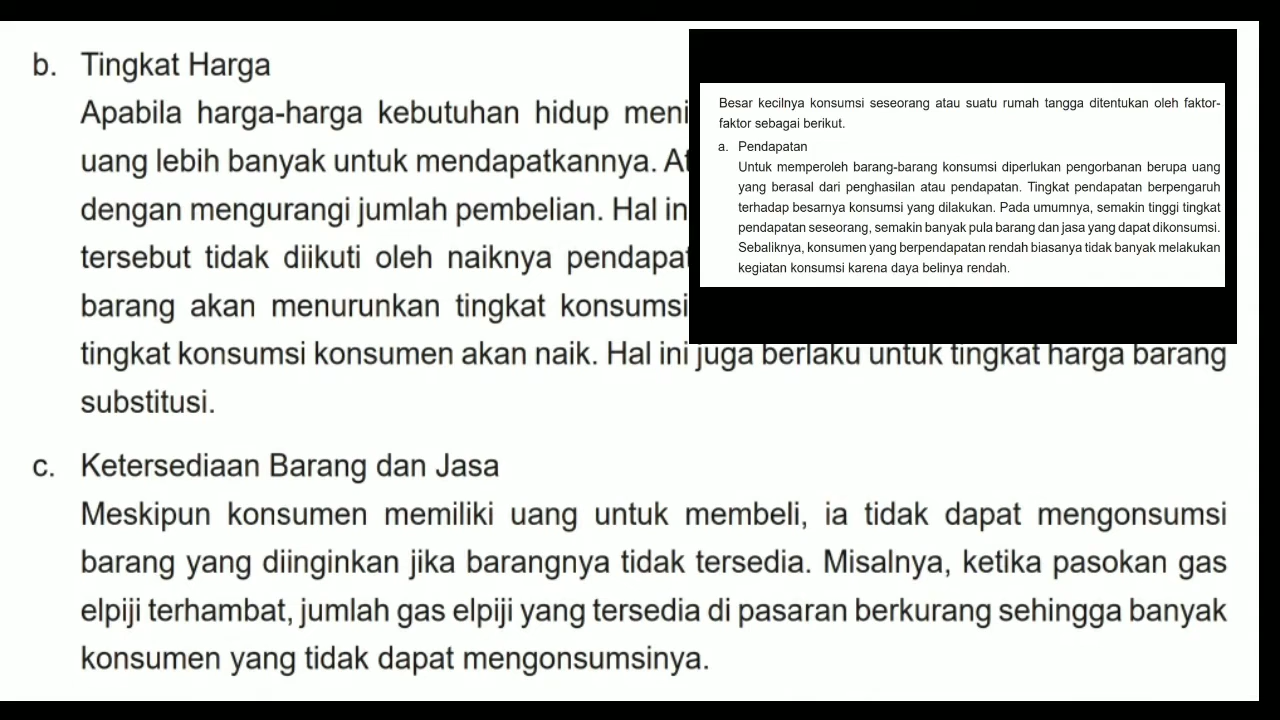 Besar kecilnya konsumsi seseorang atau suatu rumah tangga ditentukan oleh faktor-
faktor sebagai berikut.
a. Pendapatan
Untuk memperoleh barang-barang konsumsi diperlukan pengorbanan berupa uang
yang berasal dari penghasilan atau pendapatan. Tingkat pendapatan berpengaruh
terhadap besarnya konsumsi yang dilakukan. Pada umumnya, semakin tinggi tingkat
pendapatan seseorang, semakin banyak pula barang dan jasa yang dapat dikonsumsi.
Sebaliknya, konsumen yang berpendapatan rendah biasanya tidak banyak melakukan
kegiatan konsumsi karena daya belinya rendah.
b. Tingkat Harga
Apabila harga-harga kebutuhan hidup meni
uang lebih banyak untuk mendapatkannya. At
dengan mengurangi jumlah pembelian. Hal in
tersebut tidak diikuti oleh naiknya pendapat
barang akan menurunkan tingkat konsumsi
tingkat konsumsi konsumen akan naik. Hal ini juga berlaku untuk tingkat harga barang
substitusi.
c. Ketersediaan Barang dan Jasa
Meskipun konsumen memiliki uang untuk membeli, ia tidak dapat mengonsumsi
barang yang diinginkan jika barangnya tidak tersedia. Misalnya, ketika pasokan gas
elpiji terhambat, jumlah gas elpiji yang tersedia di pasaran berkurang sehingga banyak
konsumen yang tidak dapat mengonsumsinya.